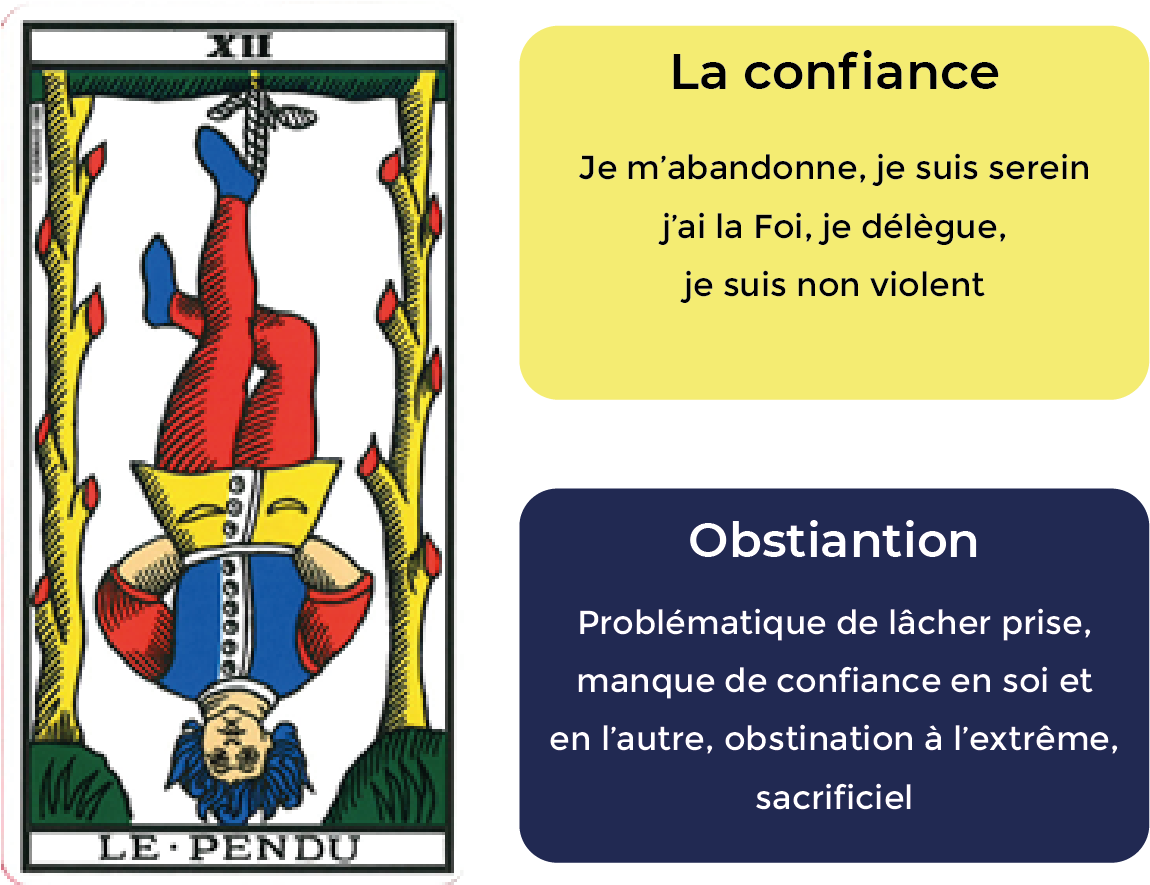 XII
LE·PENDU
La confiance
Je m’abandonne, je suis serein
j’ai la Foi, je délègue,
je suis non violent
Obstiantion
Problématique de lâcher prise,
manque de confiance en soi et
en l’autre, obstination à l’extrême,
sacrificiel